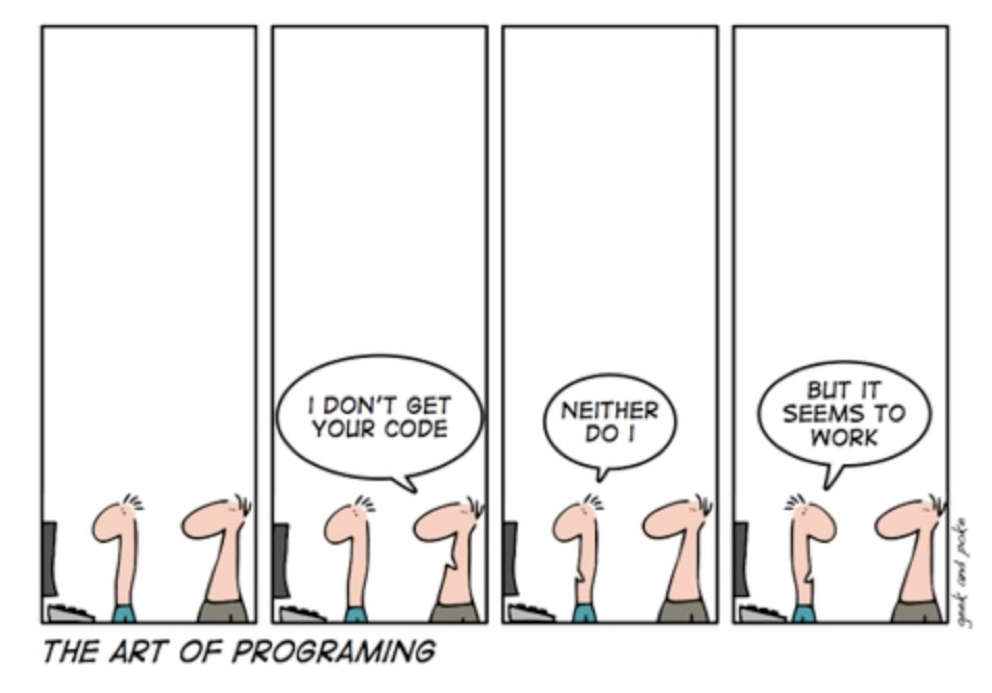 I DON'T GET
YOUR CODE
NEITHER
DO I
BUT IT
SEEMS TO
WORK
geek and poke
THE ART OF PROGRAMING